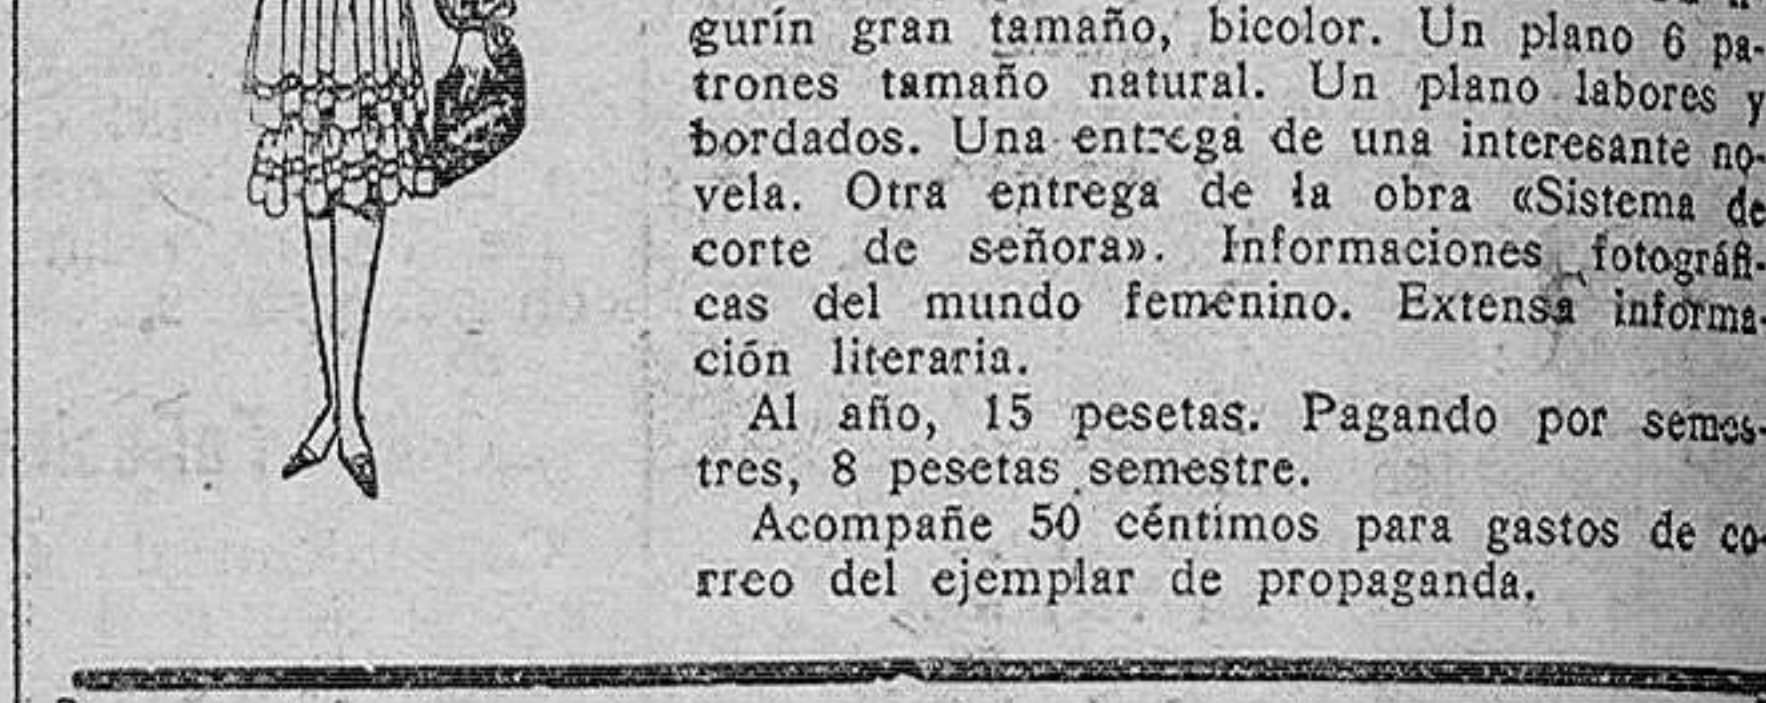 gurín gran tamaño, bicolor. Un plano 6 pa-
trones tamaño natural. Un plano labores y
bordados. Una entrega de una interesante no-
vela. Otra entrega de la obra «Sistema de
corte de señora». Informaciones fotográfi-
cas del mundo femenino. Extensa informa-
ción literaria.
Al año, 15 pesetas. Pagando por semes-
tres, 8 pesetas semestre.
Acompañe 50 céntimos para gastos de co-
rreo del ejemplar de propaganda.